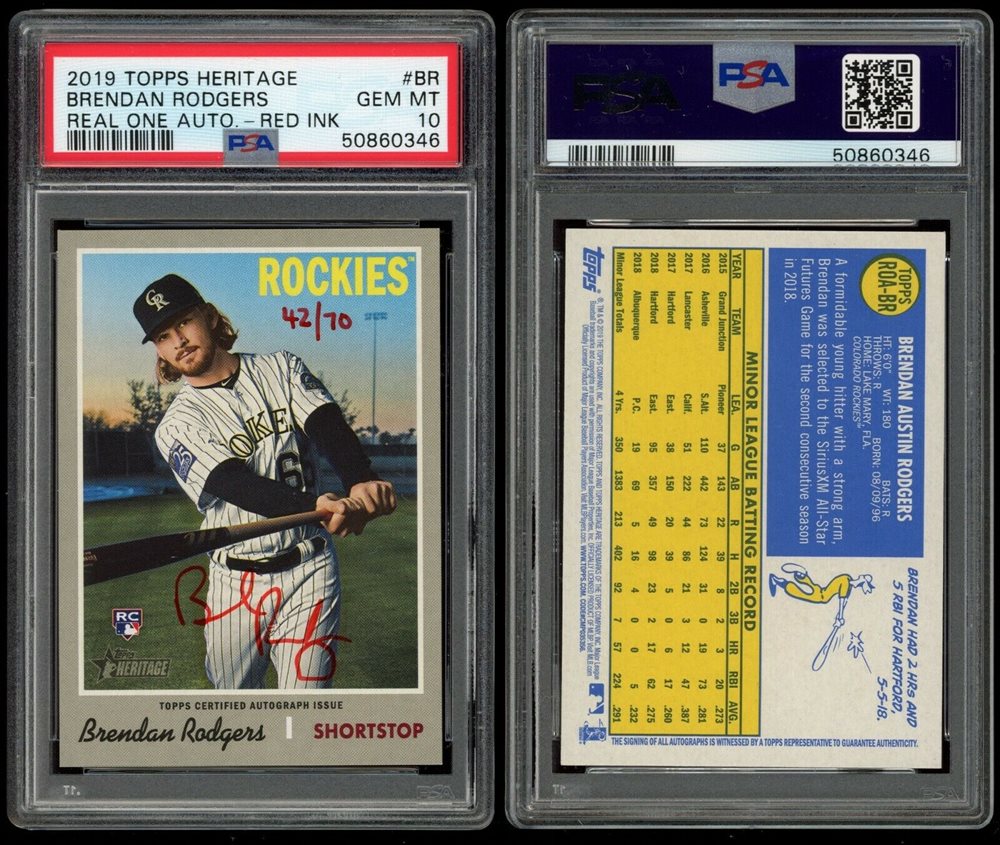 2019 TOPPS HERITAGE #BR
BRENDAN RODGERS GEM MT
REAL ONE AUTO.-RED INK 10
PSA 50860346
ROCKIES™
42/70
CR
RC
Topps HERITAGE
TOPPS CERTIFIED AUTOGRAPH ISSUE
Brendan Rodgers | SHORTSTOP
PSA
PSA
50860346
TOPPS
ROA-BR
BRENDAN AUSTIN RODGERS
HT: 6'0" WT: 180 BORN: 08/09/96 BATS: R
THROWS: R
HOME: LAKE MARY, FLA.
COLORADO ROCKIES™
A formidable young hitter with a strong arm,
Brendan was selected to the SiriusXM All-Star
Futures Game for the second consecutive season
in 2018.
BRENDAN HAD 2 HRs AND
5 RBI FOR HARTFORD,
5-5-18.
MINOR LEAGUE BATTING RECORD
YEAR TEAM LEA. G AB R H 2B 3B HR RBI AVG.
2015 Grand Junction Pioneer 37 143 22 39 8 2 3 20 .273
2016 Asheville S.Atl. 110 442 73 124 31 0 19 73 .281
2017 Lancaster Calif. 51 222 44 86 21 3 12 47 .387
2017 Hartford East. 38 150 20 39 5 0 6 17 .260
2018 Hartford East. 95 357 49 98 23 2 17 62 .275
2018 Albuquerque P.C. 19 69 5 16 4 0 0 5 .232
Minor League Totals 4 Yrs. 350 1383 213 402 92 7 57 224 .291
topps
THE SIGNING OF ALL AUTOGRAPHS IS WITNESSED BY A TOPPS REPRESENTATIVE TO GUARANTEE AUTHENTICITY.